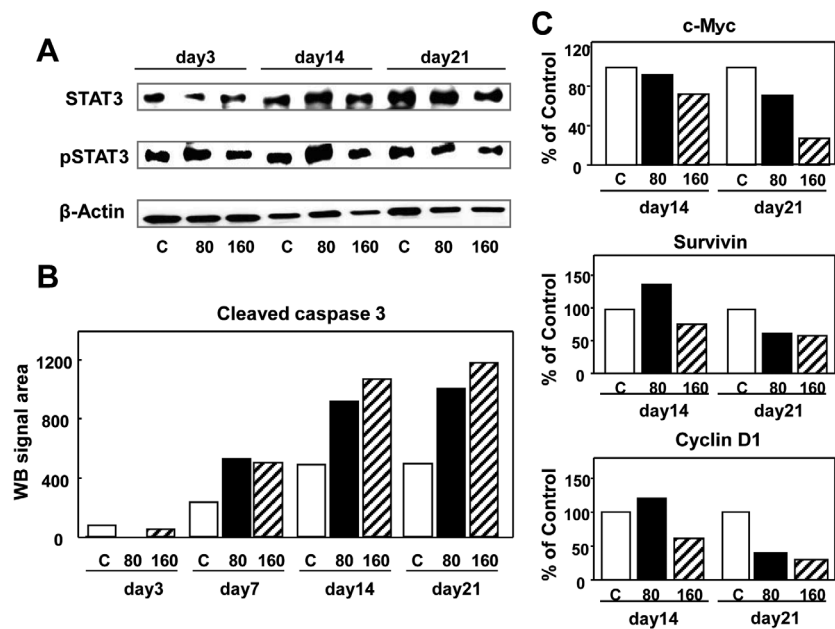 A
day3 day14 day21
STAT3
pSTAT3
β-Actin
C 80 160 C 80 160 C 80 160
B
Cleaved caspase 3
WB signal area
1200
800
400
0
C 80 160 C 80 160 C 80 160 C 80 160
day3 day7 day14 day21
C
c-Myc
% of Control
120
80
40
0
C 80 160 C 80 160
day14 day21
Survivin
% of Control
150
100
50
0
C 80 160 C 80 160
day14 day21
Cyclin D1
% of Control
150
100
50
0
C 80 160 C 80 160
day14 day21